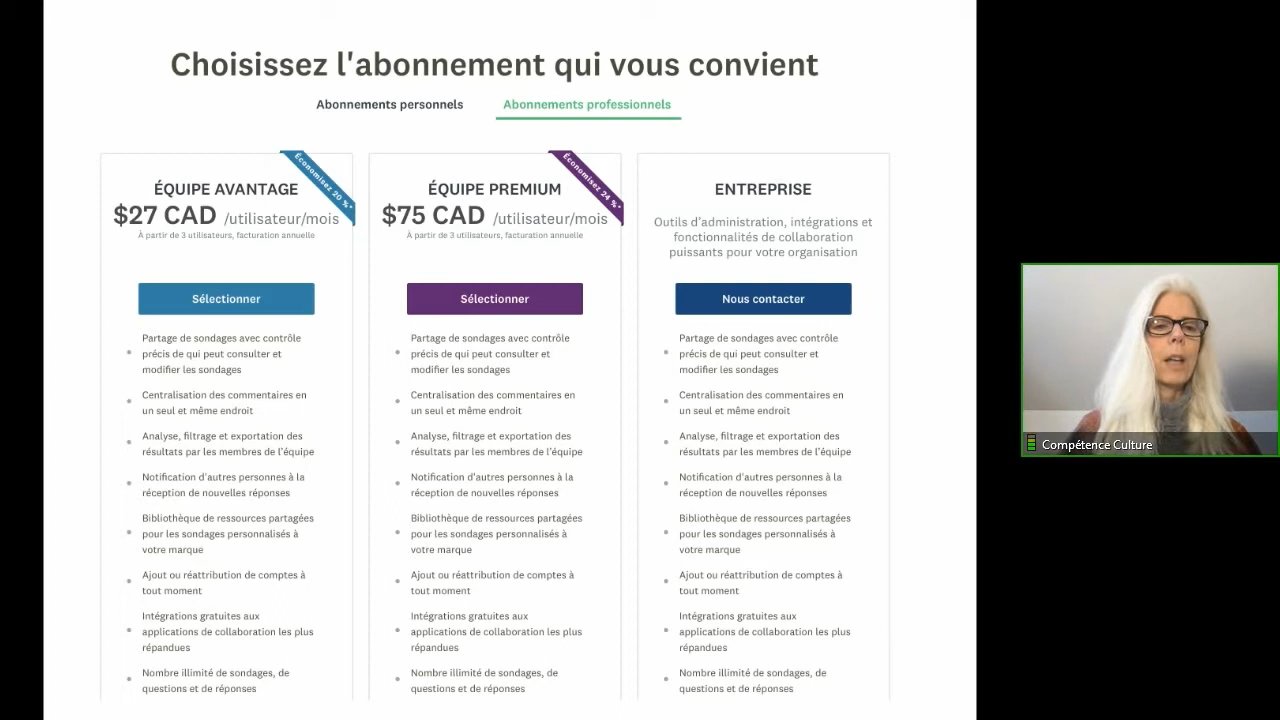 Choisissez l'abonnement qui vous convient
Abonnements personnels
Abonnements professionnels
Économisez 20 %*
ÉQUIPE AVANTAGE
$27 CAD /utilisateur/mois
À partir de 3 utilisateurs, facturation annuelle
Sélectionner
Partage de sondages avec contrôle
précis de qui peut consulter et
modifier les sondages
Centralisation des commentaires en
un seul et même endroit
Analyse, filtrage et exportation des
résultats par les membres de l'équipe
Notification d'autres personnes à la
réception de nouvelles réponses
Bibliothèque de ressources partagées
pour les sondages personnalisés à
votre marque
Ajout ou réattribution de comptes à
tout moment
Intégrations gratuites aux
applications de collaboration les plus
répandues
Nombre illimité de sondages, de
questions et de réponses
Économisez 24 %*
ÉQUIPE PREMIUM
$75 CAD /utilisateur/mois
À partir de 3 utilisateurs, facturation annuelle
Sélectionner
Partage de sondages avec contrôle
précis de qui peut consulter et
modifier les sondages
Centralisation des commentaires en
un seul et même endroit
Analyse, filtrage et exportation des
résultats par les membres de l'équipe
Notification d'autres personnes à la
réception de nouvelles réponses
Bibliothèque de ressources partagées
pour les sondages personnalisés à
votre marque
Ajout ou réattribution de comptes à
tout moment
Intégrations gratuites aux
applications de collaboration les plus
répandues
Nombre illimité de sondages, de
questions et de réponses
ENTREPRISE
Outils d'administration, intégrations et
fonctionnalités de collaboration
puissants pour votre organisation
Nous contacter
Partage de sondages avec contrôle
précis de qui peut consulter et
modifier les sondages
Centralisation des commentaires en
un seul et même endroit
Analyse, filtrage et exportation des
résultats par les membres de l'équipe
Notification d'autres personnes à la
réception de nouvelles réponses
Bibliothèque de ressources partagées
pour les sondages personnalisés à
votre marque
Ajout ou réattribution de comptes à
tout moment
Intégrations gratuites aux
applications de collaboration les plus
répandues
Nombre illimité de sondages, de
questions et de réponses
Compétence Culture